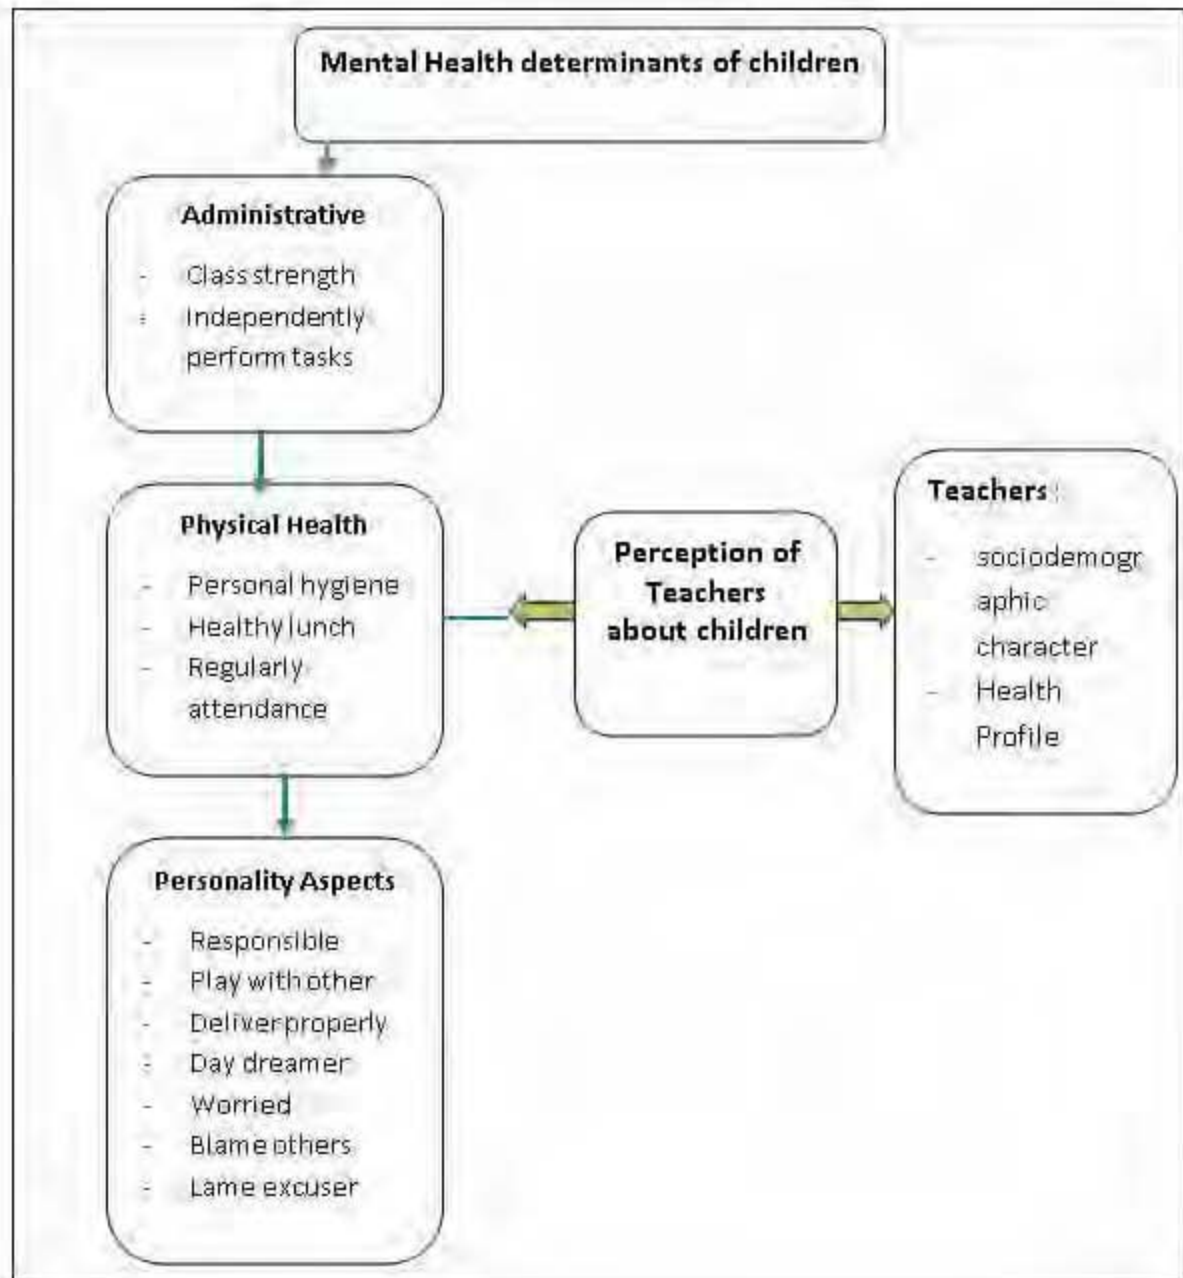 Mental Health determinants of children
Administrative
- Class strength
- Independently
perform tasks
Physical Health
- Personal hygiene
- Healthy lunch
- Regularly
attendance
Perception of
Teachers
about children
Teachers :
- sociodemogr
aphic
character
- Health
Profile
Personality Aspects
- Responsible
- Play with other
- Deliver properly
- Day dreamer
- Worried
- Blame others
- Lame excuser